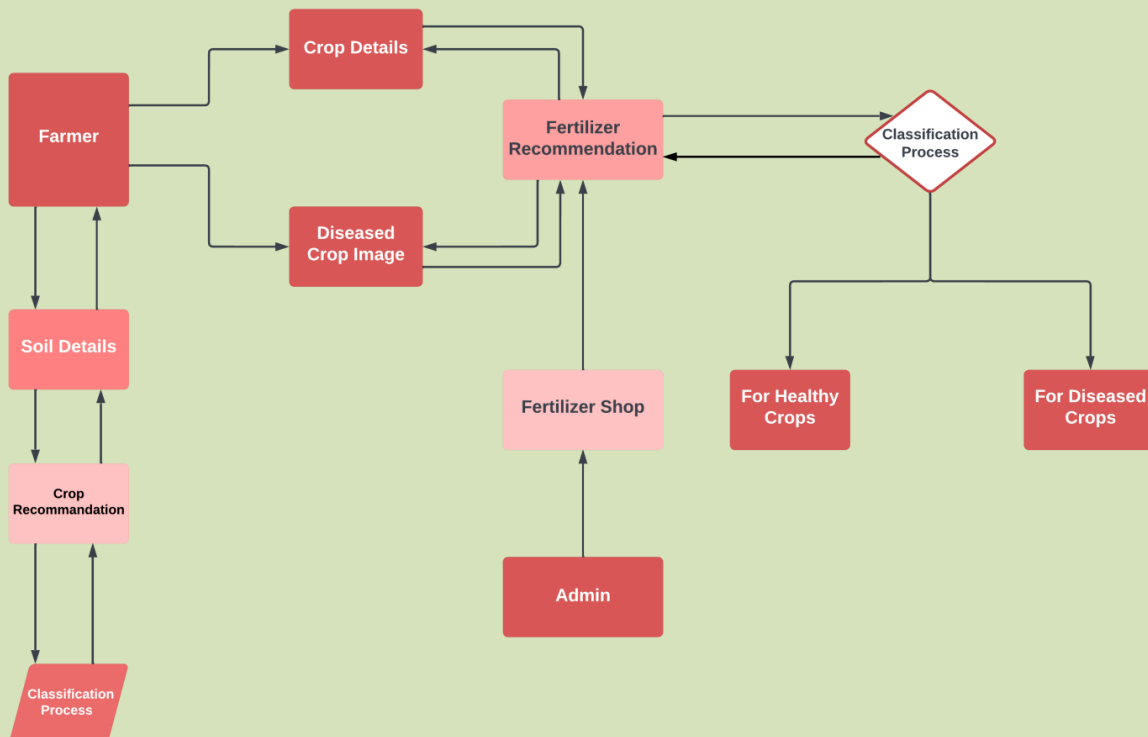 Crop Details
Farmer
Fertilizer
Recommendation
Classification
Process
Diseased
Crop Image
Soil Details
Fertilizer Shop
For Healthy
Crops
For Diseased
Crops
Crop
Recommandation
Admin
Classification
Process